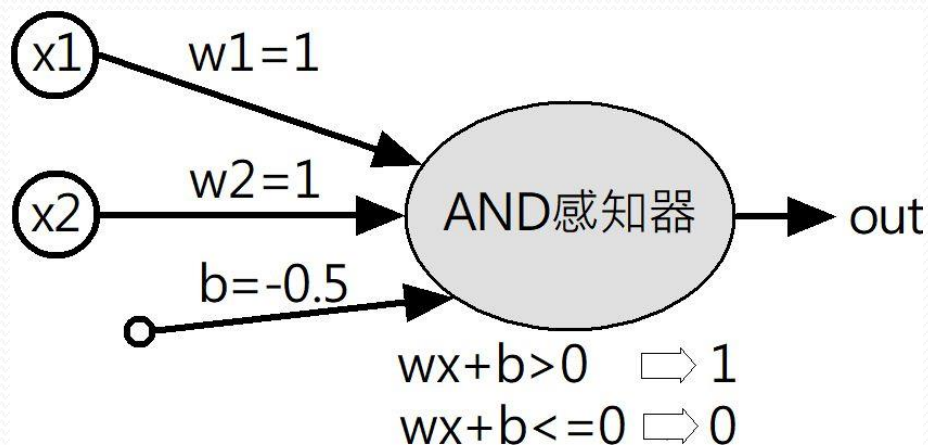 x1
w1=1
w2=1
x2
AND感知器
out
b=-0.5
wx+b>0 1
wx+b<=0 0